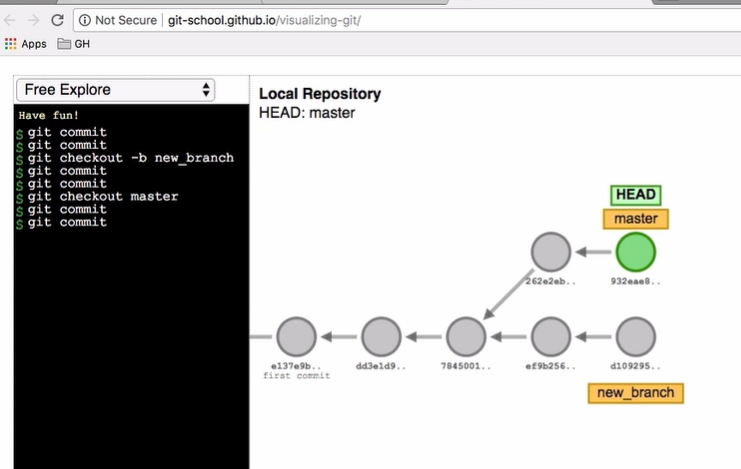 Not Secure | git-school.github.io/visualizing-git/
Apps GH
Free Explore
Have fun!
$ git commit
$ git commit
$ git checkout -b new_branch
$ git commit
$ git commit
$ git checkout master
$ git commit
$ git commit
Local Repository
HEAD: master
HEAD
master
262e2eb..
932eae8..
e137e9b..
first commit
dd3e1d9..
7845001..
ef9b256..
d109295..
new_branch